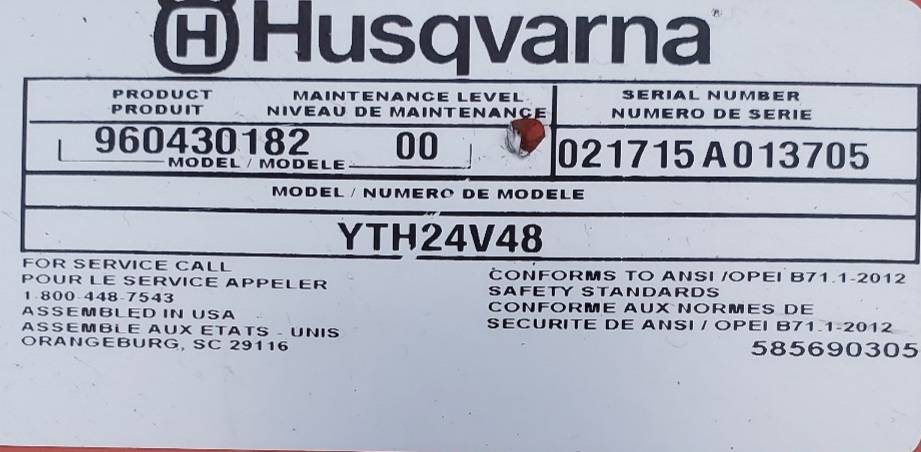 H Husqvarna
PRODUCT MAINTENANCE LEVEL SERIAL NUMBER
PRODUIT NIVEAU DE MAINTENANCE NUMERO DE SERIE
960430182 00 021715A013705
MODEL / MODELE
MODEL / NUMERO DE MODELE
YTH24V48
FOR SERVICE CALL
POUR LE SERVICE APPELER
1-800-448-7543
ASSEMBLED IN USA
ASSEMBLE AUX ETATS - UNIS
ORANGEBURG, SC 29116
CONFORMS TO ANSI /OPEI B71.1-2012
SAFETY STANDARDS
CONFORME AUX NORMES DE
SECURITE DE ANSI / OPEI B71.1-2012
585690305